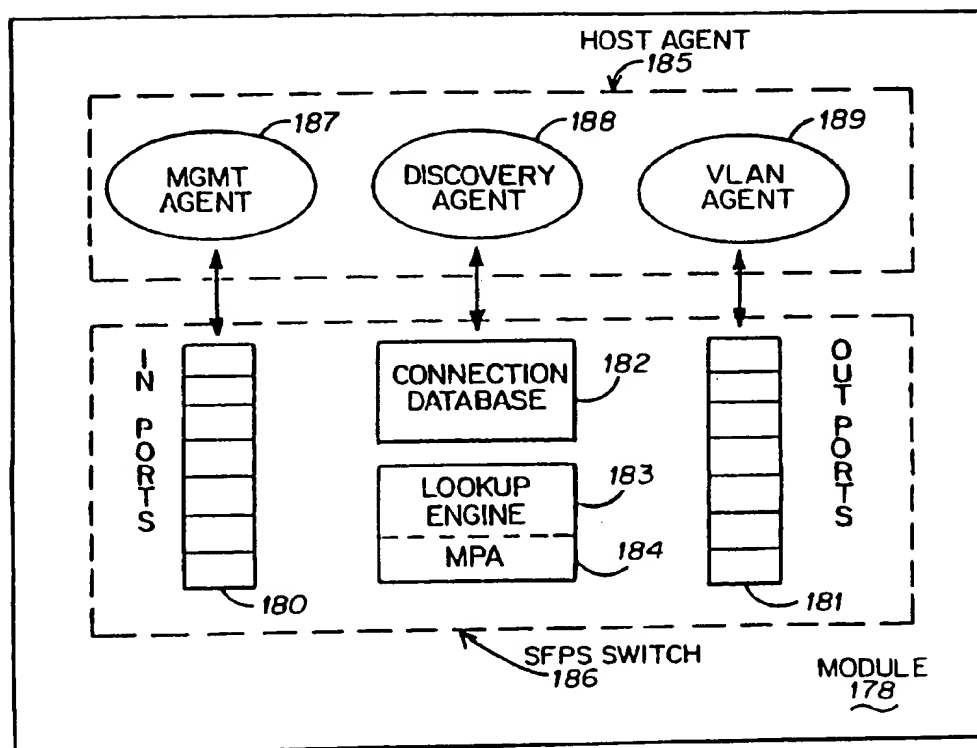 HOST AGENT
185
187
188
189
MGMT
AGENT
DISCOVERY
AGENT
VLAN
AGENT
IN PORTS
CONNECTION
DATABASE
182
OUT PORTS
LOOKUP
ENGINE
183
MPA
184
180
181
SFPS SWITCH
186
MODULE
178